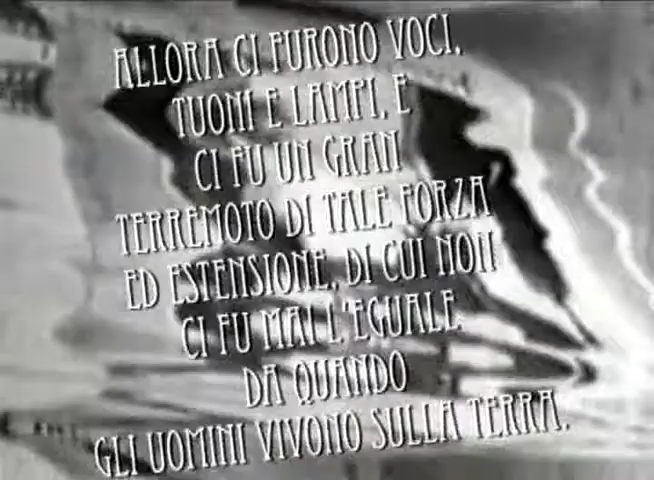 ALLORA CI FURONO VOCI,
TUONI E LAMPI, E
CI FU UN GRAN
TERREMOTO DI TALE FORZA
ED ESTENSIONE, DI CUI NON
CI FU MAI L'EGUALE
DA QUANDO
GLI UOMINI VIVONO SULLA TERRA.